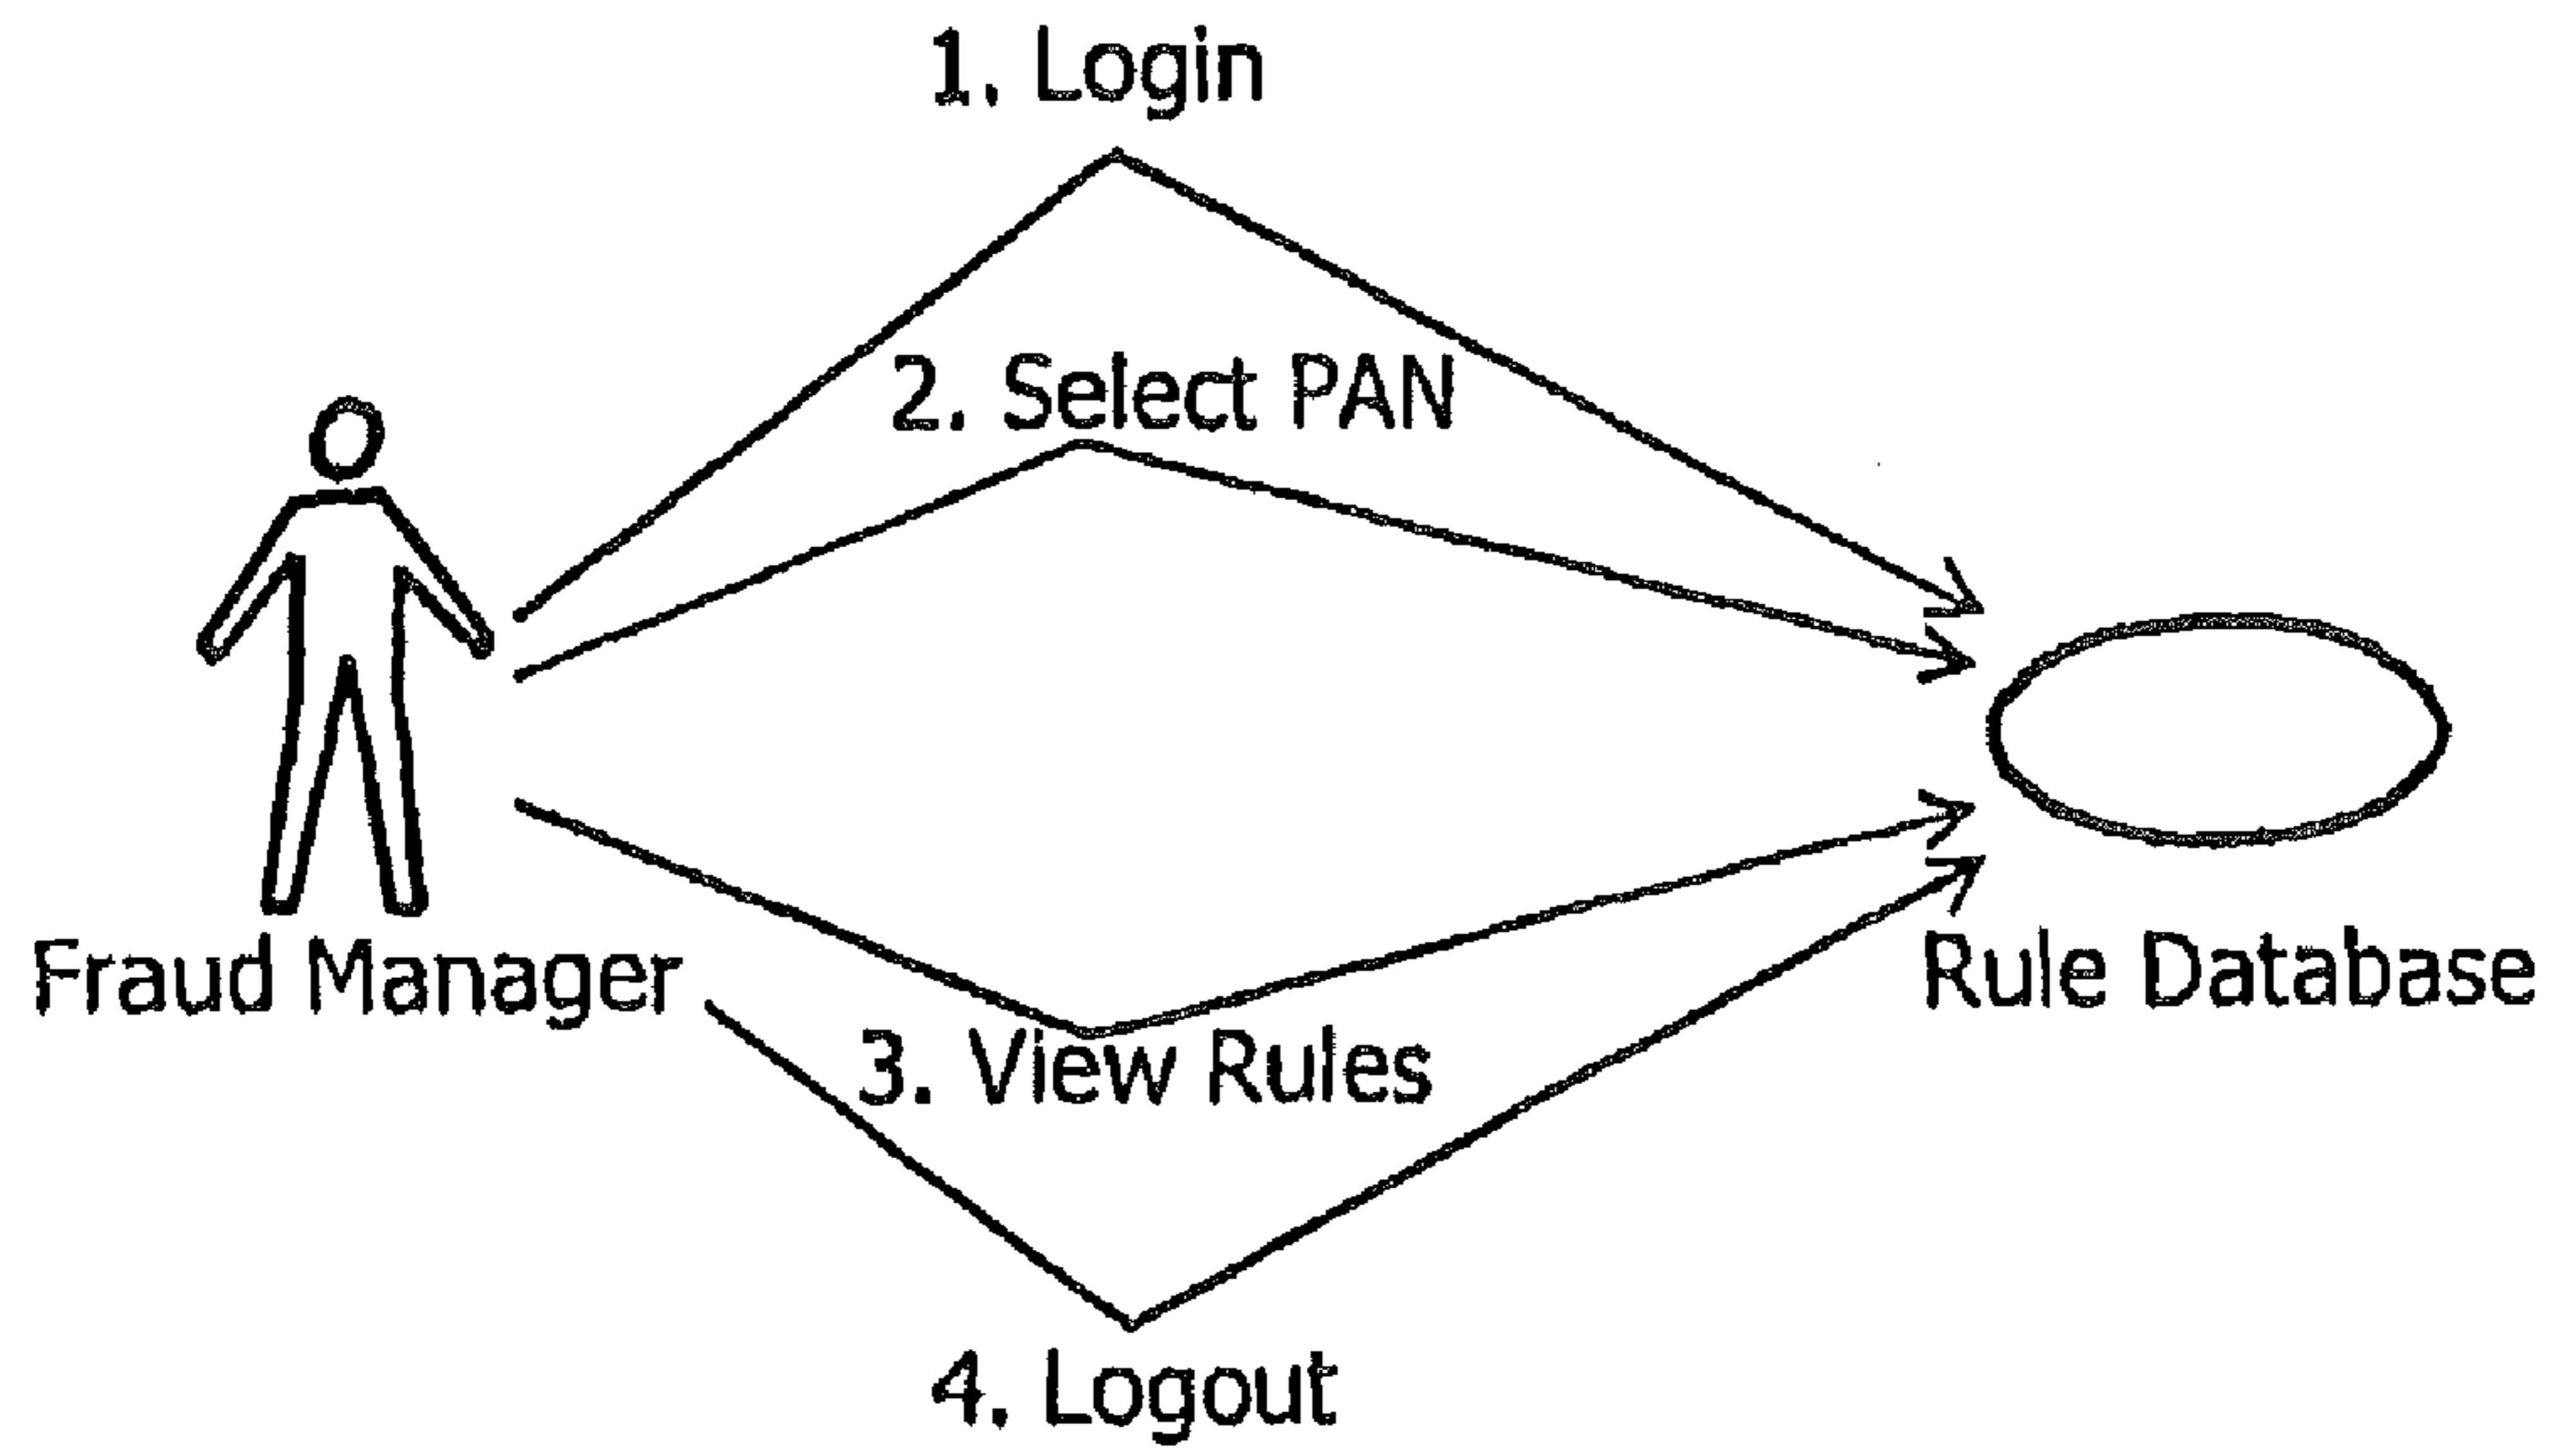 1. Login
2. Select PAN
Fraud Manager
Rule Database
3. View Rules
4. Logout